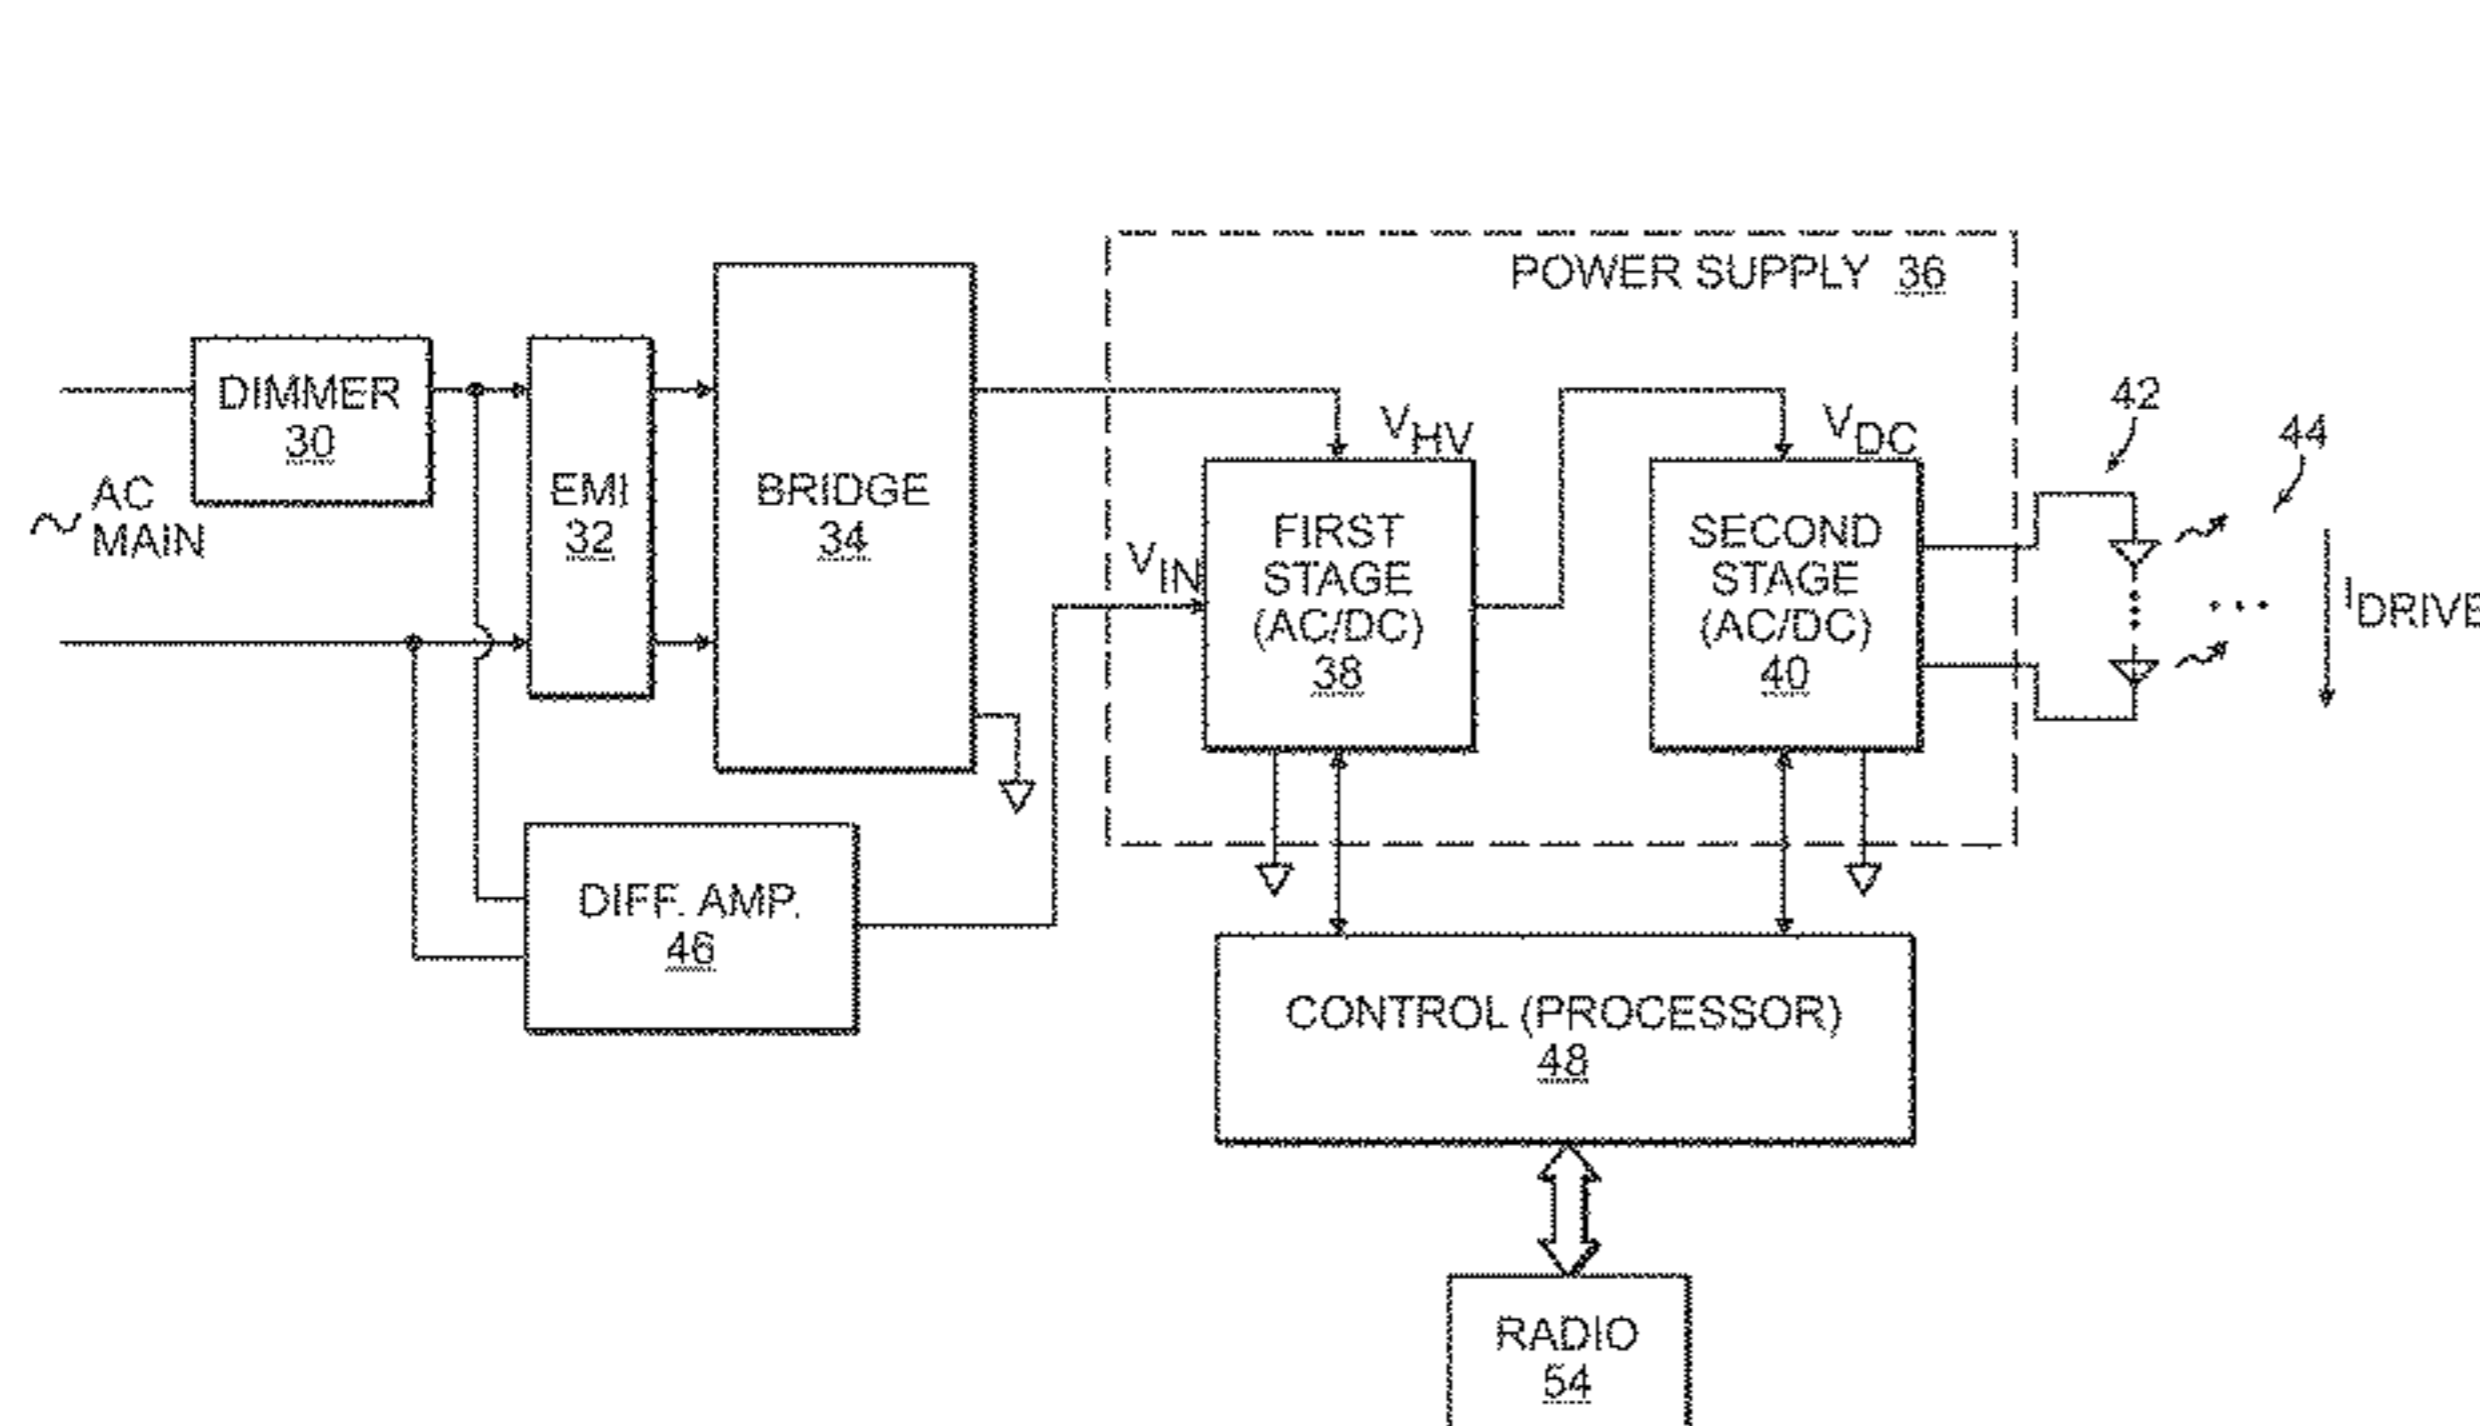 POWER SUPPLY 36
DIMMER
30
AC
MAIN
EMI
32
BRIDGE
34
VHV
VIN
FIRST
STAGE
(AC/DC)
38
VDC
SECOND
STAGE
(AC/DC)
40
42
44
IDRIVE
DIFF. AMP.
46
CONTROL (PROCESSOR)
48
RADIO
54